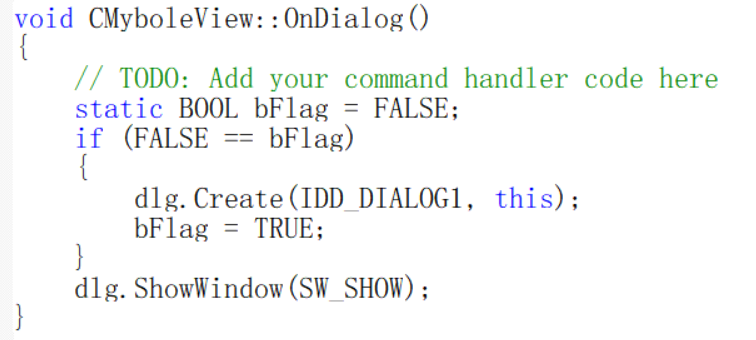 void CMyboleView::OnDialog()
{
    // TODO: Add your command handler code here
    static BOOL bFlag = FALSE;
    if (FALSE == bFlag)
    {
        dlg.Create(IDD_DIALOG1, this);
        bFlag = TRUE;
    }
    dlg.ShowWindow(SW_SHOW);
}